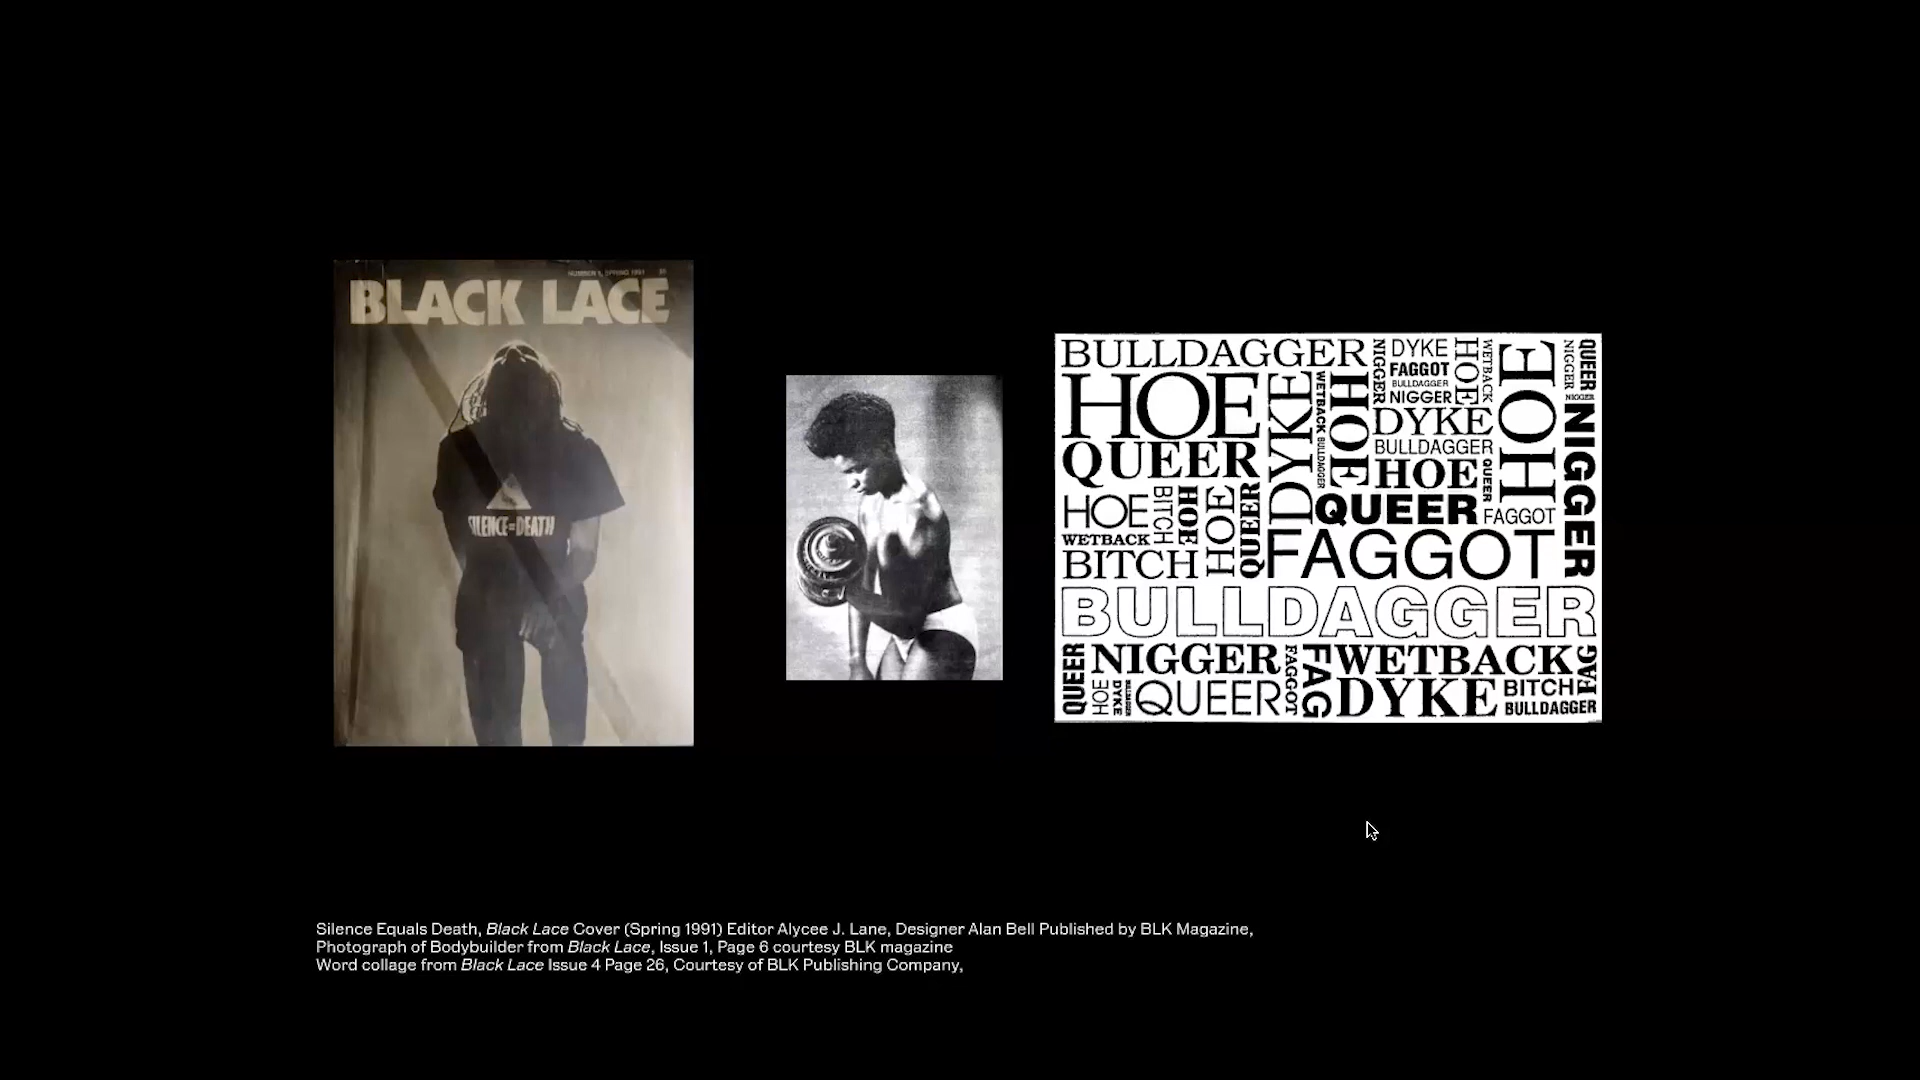 NUMBER 1, SPRING 1991 $5
BLACK LACE
SILENCE=DEATH
BULLDAGGER
NIGGER
DYKE
FAGGOT
BULLDAGGER
NIGGER
HOE
WETBACK
HOE
QUEER
NIGGER
NIGGER
HOE
DYKE
WETBACK
BULLDAGGER
HOE
DYKE
BULLDAGGER
NIGGER
QUEER
HOE
QUEER
HOE
BITCH
HOE
HOE
QUEER
QUEER
FAGGOT
WETBACK
BITCH
FAGGOT
BULLDAGGER
QUEER
NIGGER
FAGGOT
FAG
WETBACK
FAG
HOE
DYKE
BULLDAGGER
QUEER
DYKE
BITCH
BULLDAGGER
Silence Equals Death, Black Lace Cover (Spring 1991) Editor Alycee J. Lane, Designer Alan Bell Published by BLK Magazine,
Photograph of Bodybuilder from Black Lace, Issue 1, Page 6 courtesy BLK magazine
Word collage from Black Lace Issue 4 Page 26, Courtesy of BLK Publishing Company,